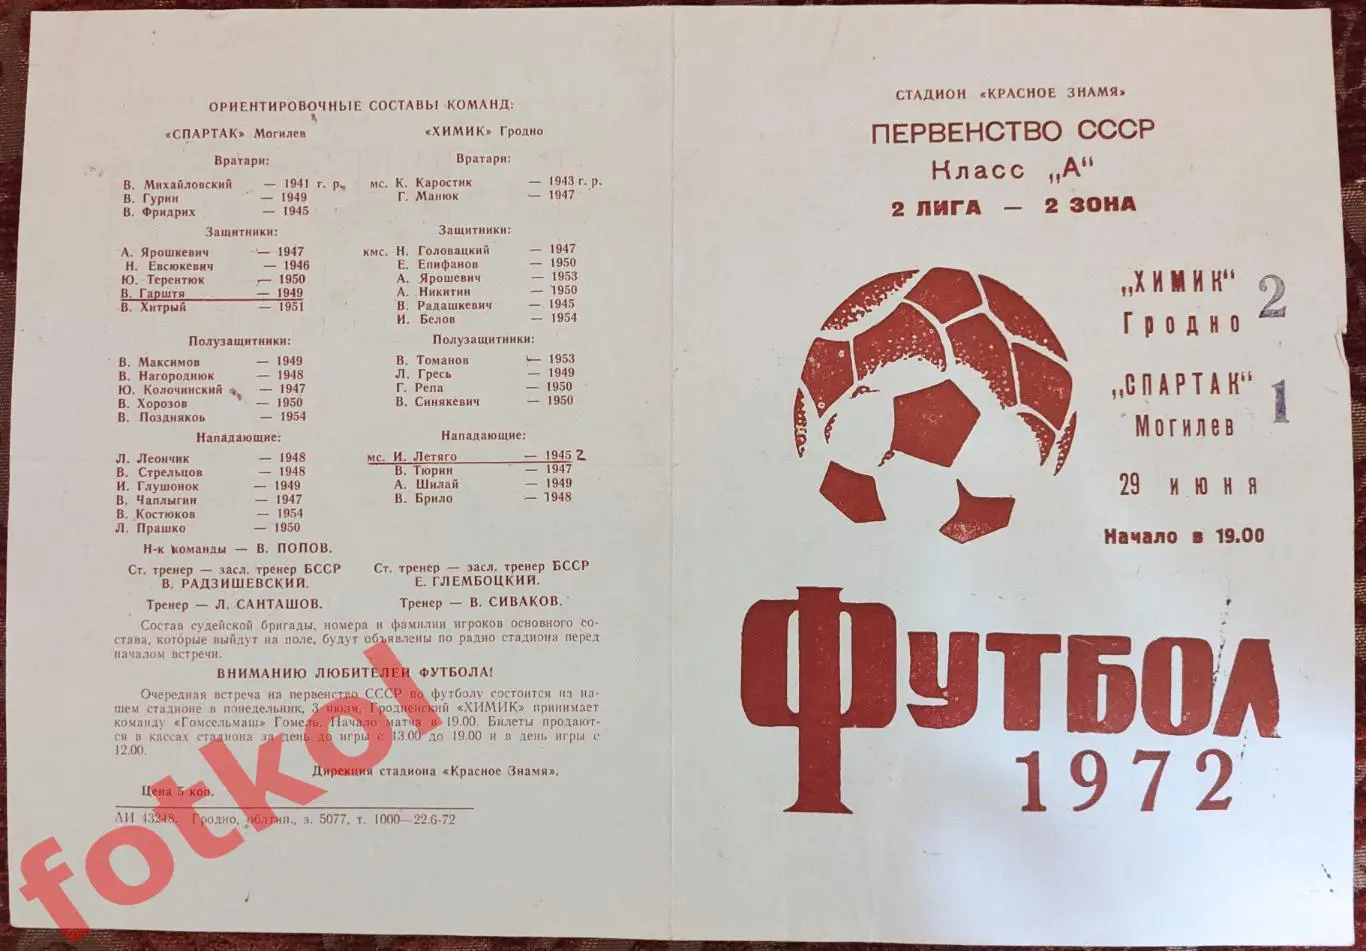 ОРИЕНТИРОВОЧНЫЕ СОСТАВЫ КОМАНД:
«СПАРТАК» Могилев
Вратари:
В. Михайловский — 1941 г. р.
В. Гурин — 1949
В. Фридрих — 1945
Защитники:
А. Ярошкевич — 1947
Н. Евсюкевич — 1946
Ю. Терентюк — 1950
В. Гарштя — 1949
В. Хитрый — 1951
Полузащитники:
В. Максимов — 1949
В. Нагороднюк — 1948
Ю. Колочинский — 1947
В. Хорозов — 1950
В. Позднякоь — 1954
Нападающие:
Л. Леончик — 1948
В. Стрельцов — 1948
И. Глушонок — 1949
В. Чаплыгин — 1947
В. Костюков — 1954
Л. Прашко — 1950
Н-к команды — В. ПОПОВ.
Ст. тренер — засл. тренер БССР
В. РАДЗИШЕВСКИЙ.
Тренер — Л. САНТАШОВ.
«ХИМИК» Гродно
Вратари:
мс. К. Каростик — 1943 г. р.
Г. Манюк — 1947
Защитники:
кмс. Н. Головацкий — 1947
Е. Епифанов — 1950
А. Ярошевич — 1953
А. Никитин — 1950
В. Радашкевич — 1945
И. Белов — 1954
Полузащитники:
В. Томанов — 1953
Л. Гресь — 1949
Г. Репа — 1950
В. Синякевич — 1950
Нападающие:
мс. И. Летяго — 1945 2
В. Тюрин — 1947
А. Шилай — 1949
В. Брило — 1948
Ст. тренер — засл. тренер БССР
Е. ГЛЕМБОЦКИЙ.
Тренер — В. СИВАКОВ.
Состав судейской бригады, номера и фамилии игроков основного со-
става, которые выйдут на поле, будут объявлены по радио стадиона перед
началом встречи.
ВНИМАНИЮ ЛЮБИТЕЛЕЙ ФУТБОЛА!
Очередная встреча на первенство СССР по футболу состоится на на-
шем стадионе в понедельник, 3 июля. Гродненский «ХИМИК» принимает
команду «Гомсельмаш» Гомель. Начало матча в 19.00. Билеты продают-
ся в кассах стадиона за день до игры с 13.00 до 19.00 и в день игры с
12.00.
Дирекция стадиона «Красное Знамя».
Цена 5 коп.
АИ 43248. Гродно, облтип., з. 5077, т. 1000—22.6-72
СТАДИОН «КРАСНОЕ ЗНАМЯ»
ПЕРВЕНСТВО СССР
Класс „А“
2 ЛИГА — 2 ЗОНА
„ХИМИК“ 2
Гродно
„СПАРТАК“ 1
Могилев
29 июня
Начало в 19.00
ФУТБОЛ
1972
fotkol